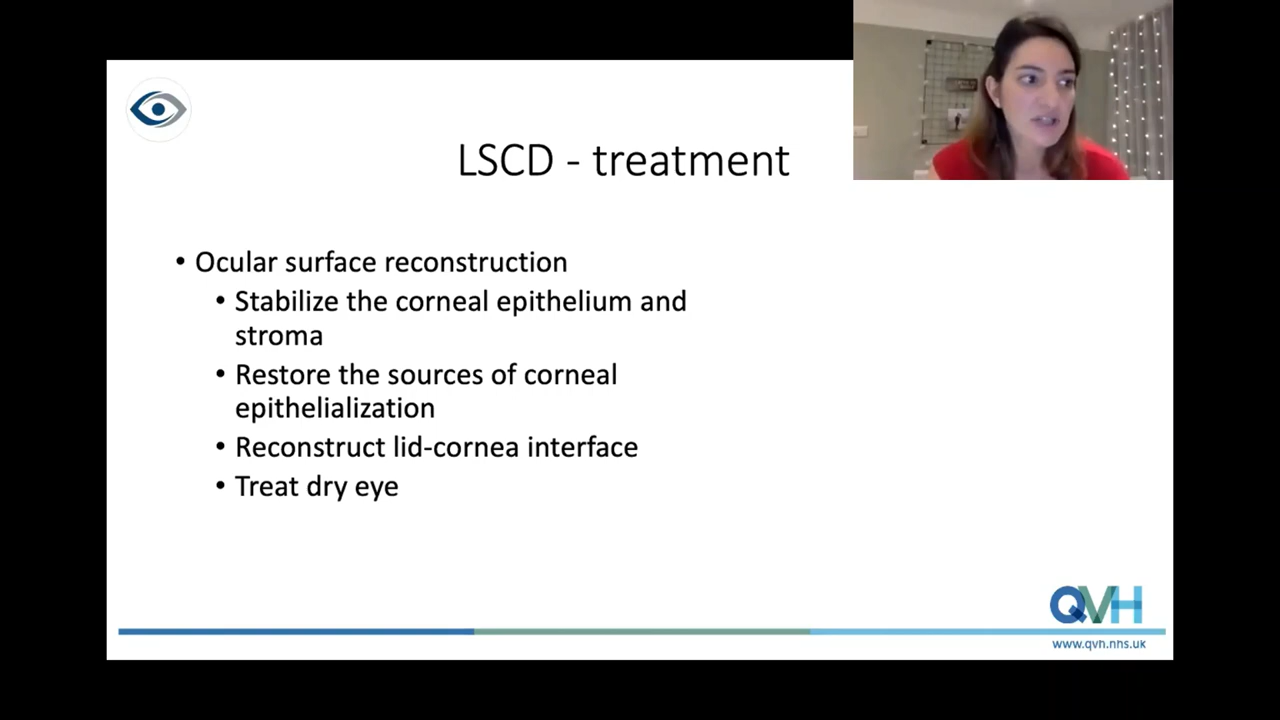 LSCD - treatment
• Ocular surface reconstruction
• Stabilize the corneal epithelium and
stroma
• Restore the sources of corneal
epithelialization
• Reconstruct lid-cornea interface
• Treat dry eye
QVH
www.qvh.nhs.uk